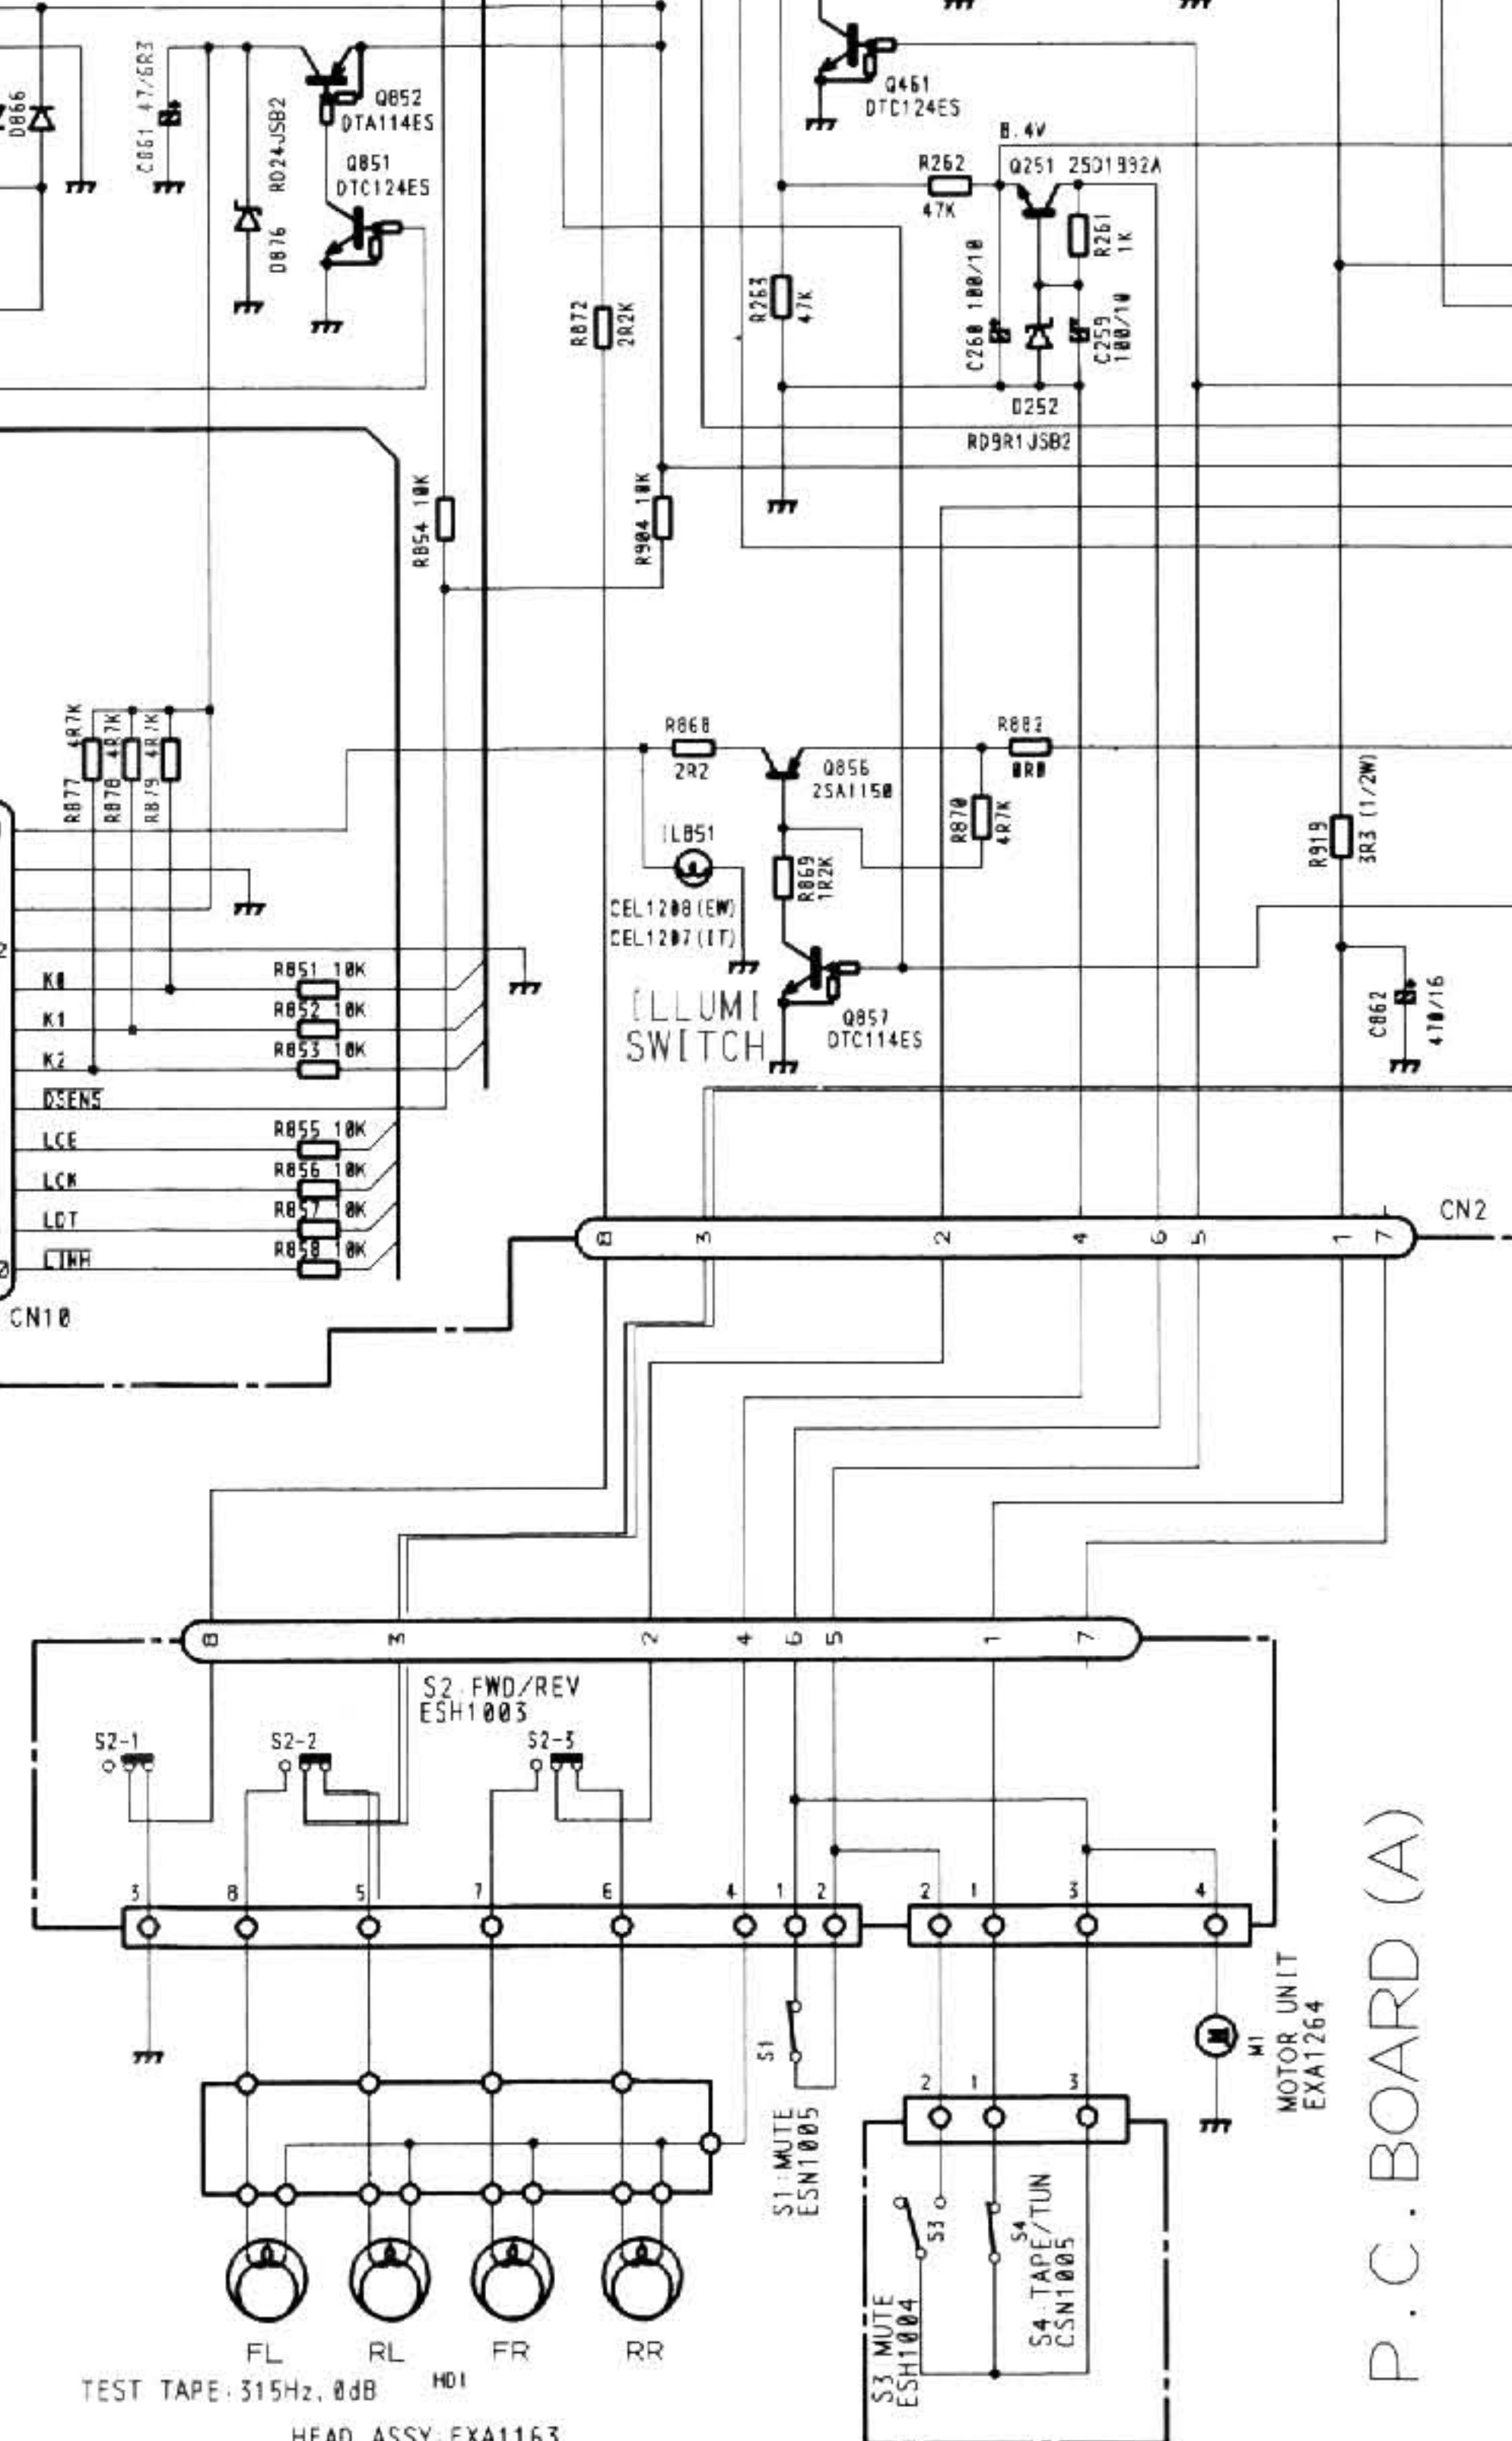 D866
C861 47/6R3
RD24JSB2
D876
Q852
DTA114ES
Q851
DTC124ES
Q461
DTC124ES
8.4V
R262
47K
Q251 2SD1992A
R261
1K
C260 100/10
C259
100/10
D252
RD9R1JSB2
R263
47K
R872
2R2K
R854 10K
R904 10K
R877 4R7K
R878 4R7K
R879 4R7K
R868
2R2
Q856
2SA1150
R882
0R0
R870
4R7K
R869
1R2K
IL851
CEL1208(EW)
CEL1207(IT)
ILLUMI
SWITCH
Q857
DTC114ES
R919
3R3 (1/2W)
C862
470/16
K0
R851 10K
K1
R852 10K
K2
R853 10K
DSENS
LCE
R855 10K
LCK
R856 10K
LDT
R857 10K
LINH
R858 10K
CN10
8 3 2 4 6 5 1 7
CN2
8 3 2 4 6 5 1 7
S2:FWD/REV
ESH1003
S2-1
S2-2
S2-3
3 8 5 7 6 4 1 2
2 1 3 4
S1
S1:MUTE
ESN1005
2 1 3
S3
S3 MUTE
ESH1004
S4
S4:TAPE/TUN
CSN1005
M
M1
MOTOR UNIT
EXA1264
P.C.BOARD (A)
FL RL FR RR
HD1
TEST TAPE:315Hz,0dB
HEAD ASSY:EXA1163